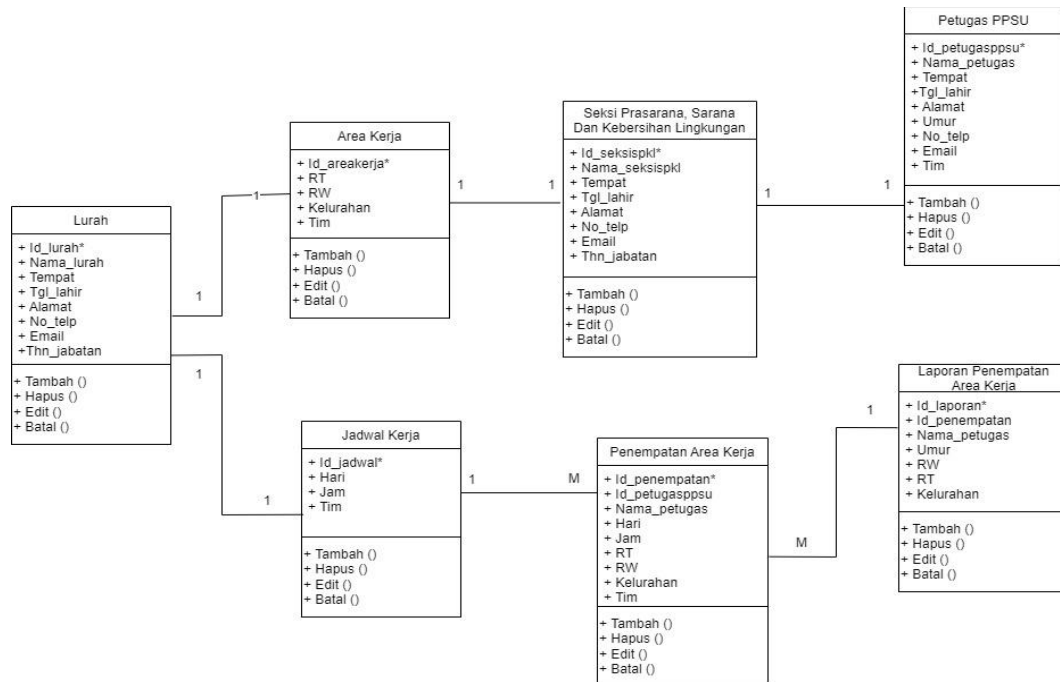 Petugas PPSU
+ Id_petugasppsu*
+ Nama_petugas
+ Tempat
+Tgl_lahir
+ Alamat
+ Umur
+ No_telp
+ Email
+ Tim
+ Tambah ()
+ Hapus ()
+ Edit ()
+ Batal ()
Seksi Prasarana, Sarana
Dan Kebersihan Lingkungan
+ Id_seksispkl*
+ Nama_seksispkl
+ Tempat
+ Tgl_lahir
+ Alamat
+ No_telp
+ Email
+ Thn_jabatan
+ Tambah ()
+ Hapus ()
+ Edit ()
+ Batal ()
1
1
Area Kerja
+ Id_areakerja*
+ RT
+ RW
+ Kelurahan
+ Tim
+ Tambah ()
+ Hapus ()
+ Edit ()
+ Batal ()
1
1
Lurah
+ Id_lurah*
+ Nama_lurah
+ Tempat
+ Tgl_lahir
+ Alamat
+ No_telp
+ Email
+Thn_jabatan
+ Tambah ()
+ Hapus ()
+ Edit ()
+ Batal ()
1
1
1
1
Jadwal Kerja
+ Id_jadwal*
+ Hari
+ Jam
+ Tim
+ Tambah ()
+ Hapus ()
+ Edit ()
+ Batal ()
1
M
Penempatan Area Kerja
+ Id_penempatan*
+ Id_petugasppsu
+ Nama_petugas
+ Hari
+ Jam
+ RT
+ RW
+ Kelurahan
+ Tim
+ Tambah ()
+ Hapus ()
+ Edit ()
+ Batal ()
M
1
Laporan Penempatan
Area Kerja
+ Id_laporan*
+ Id_penempatan
+ Nama_petugas
+ Umur
+ RW
+ RT
+ Kelurahan
+ Tambah ()
+ Hapus ()
+ Edit ()
+ Batal ()